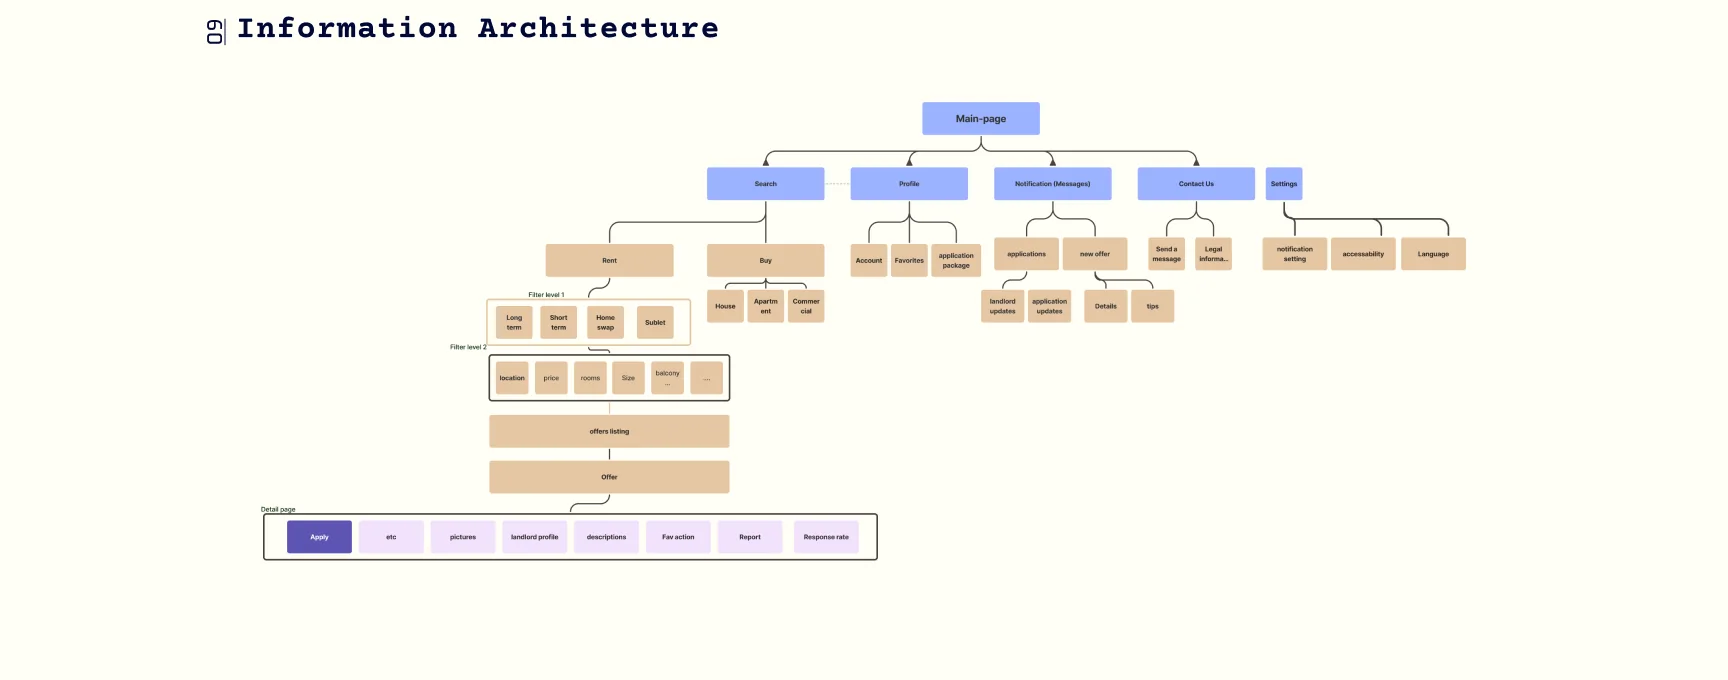 09
Information Architecture
Main-page
Search
Profile
Notification (Messages)
Contact Us
Settings
Rent
Buy
Account
Favorites
application
package
applications
new offer
Send a
message
Legal
informa...
notification
setting
accessability
Language
House
Apartm
ent
Commer
cial
landlord
updates
application
updates
Details
tips
Filter level 1
Long
term
Short
term
Home
swap
Sublet
Filter level 2
location
price
rooms
Size
balcony
...
....
offers listing
Offer
Detail page
Apply
etc
pictures
landlord profile
descriptions
Fav action
Report
Response rate